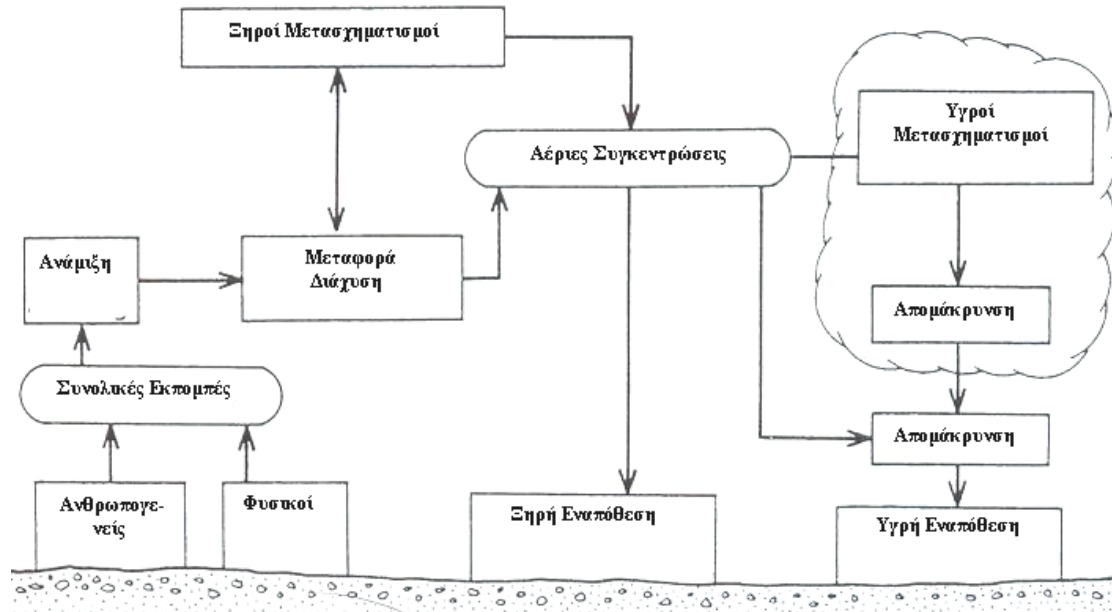 Ξηροί Μετασχηματισμοί
Υγροί
Μετασχηματισμοί
Αέριες Συγκεντρώσεις
Ανάμιξη
Μεταφορά
Διάχυση
Απομάκρυνση
Συνολικές Εκπομπές
Απομάκρυνση
Ανθρωπογε-
νείς
Φυσικοί
Ξηρή Εναπόθεση
Υγρή Εναπόθεση